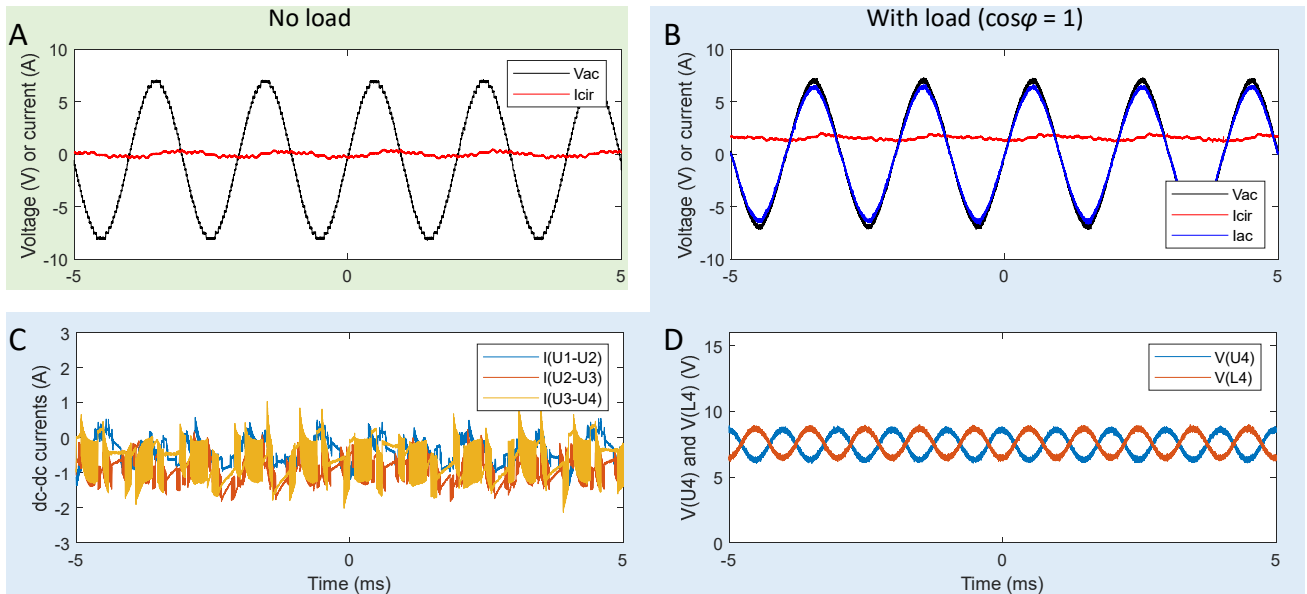 No load
A
Voltage (V) or current (A)
10
5
0
-5
-10
Vac
Icir
-5
0
5
With load (cosφ = 1)
B
Voltage (V) or current (A)
10
5
0
-5
-10
Vac
Icir
Iac
-5
0
5
C
dc-dc currents (A)
3
2
1
0
-1
-2
-3
I(U1-U2)
I(U2-U3)
I(U3-U4)
-5
0
5
Time (ms)
D
V(U4) and V(L4) (V)
15
10
5
0
V(U4)
V(L4)
-5
0
5
Time (ms)